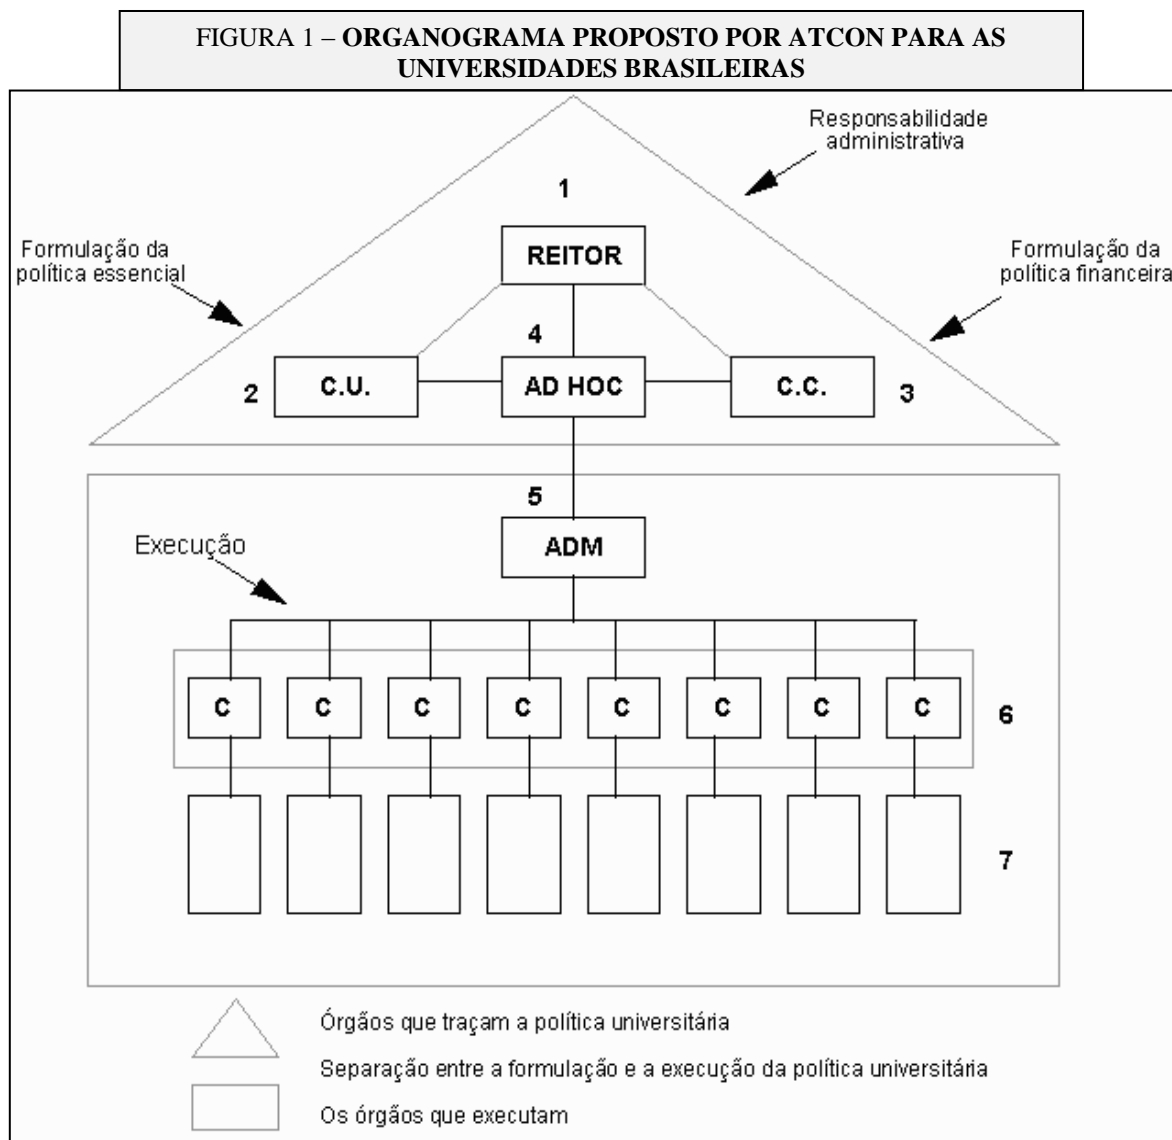 FIGURA 1 – ORGANOGRAMA PROPOSTO POR ATCON PARA AS
UNIVERSIDADES BRASILEIRAS
Responsabilidade
administrativa
1
REITOR
Formulação da
política essencial
Formulação da
política financeira
4
2
C.U.
AD HOC
C.C.
3
5
ADM
Execução
C C C C C C C C
6
7
Órgãos que traçam a política universitária
Separação entre a formulação e a execução da política universitária
Os órgãos que executam